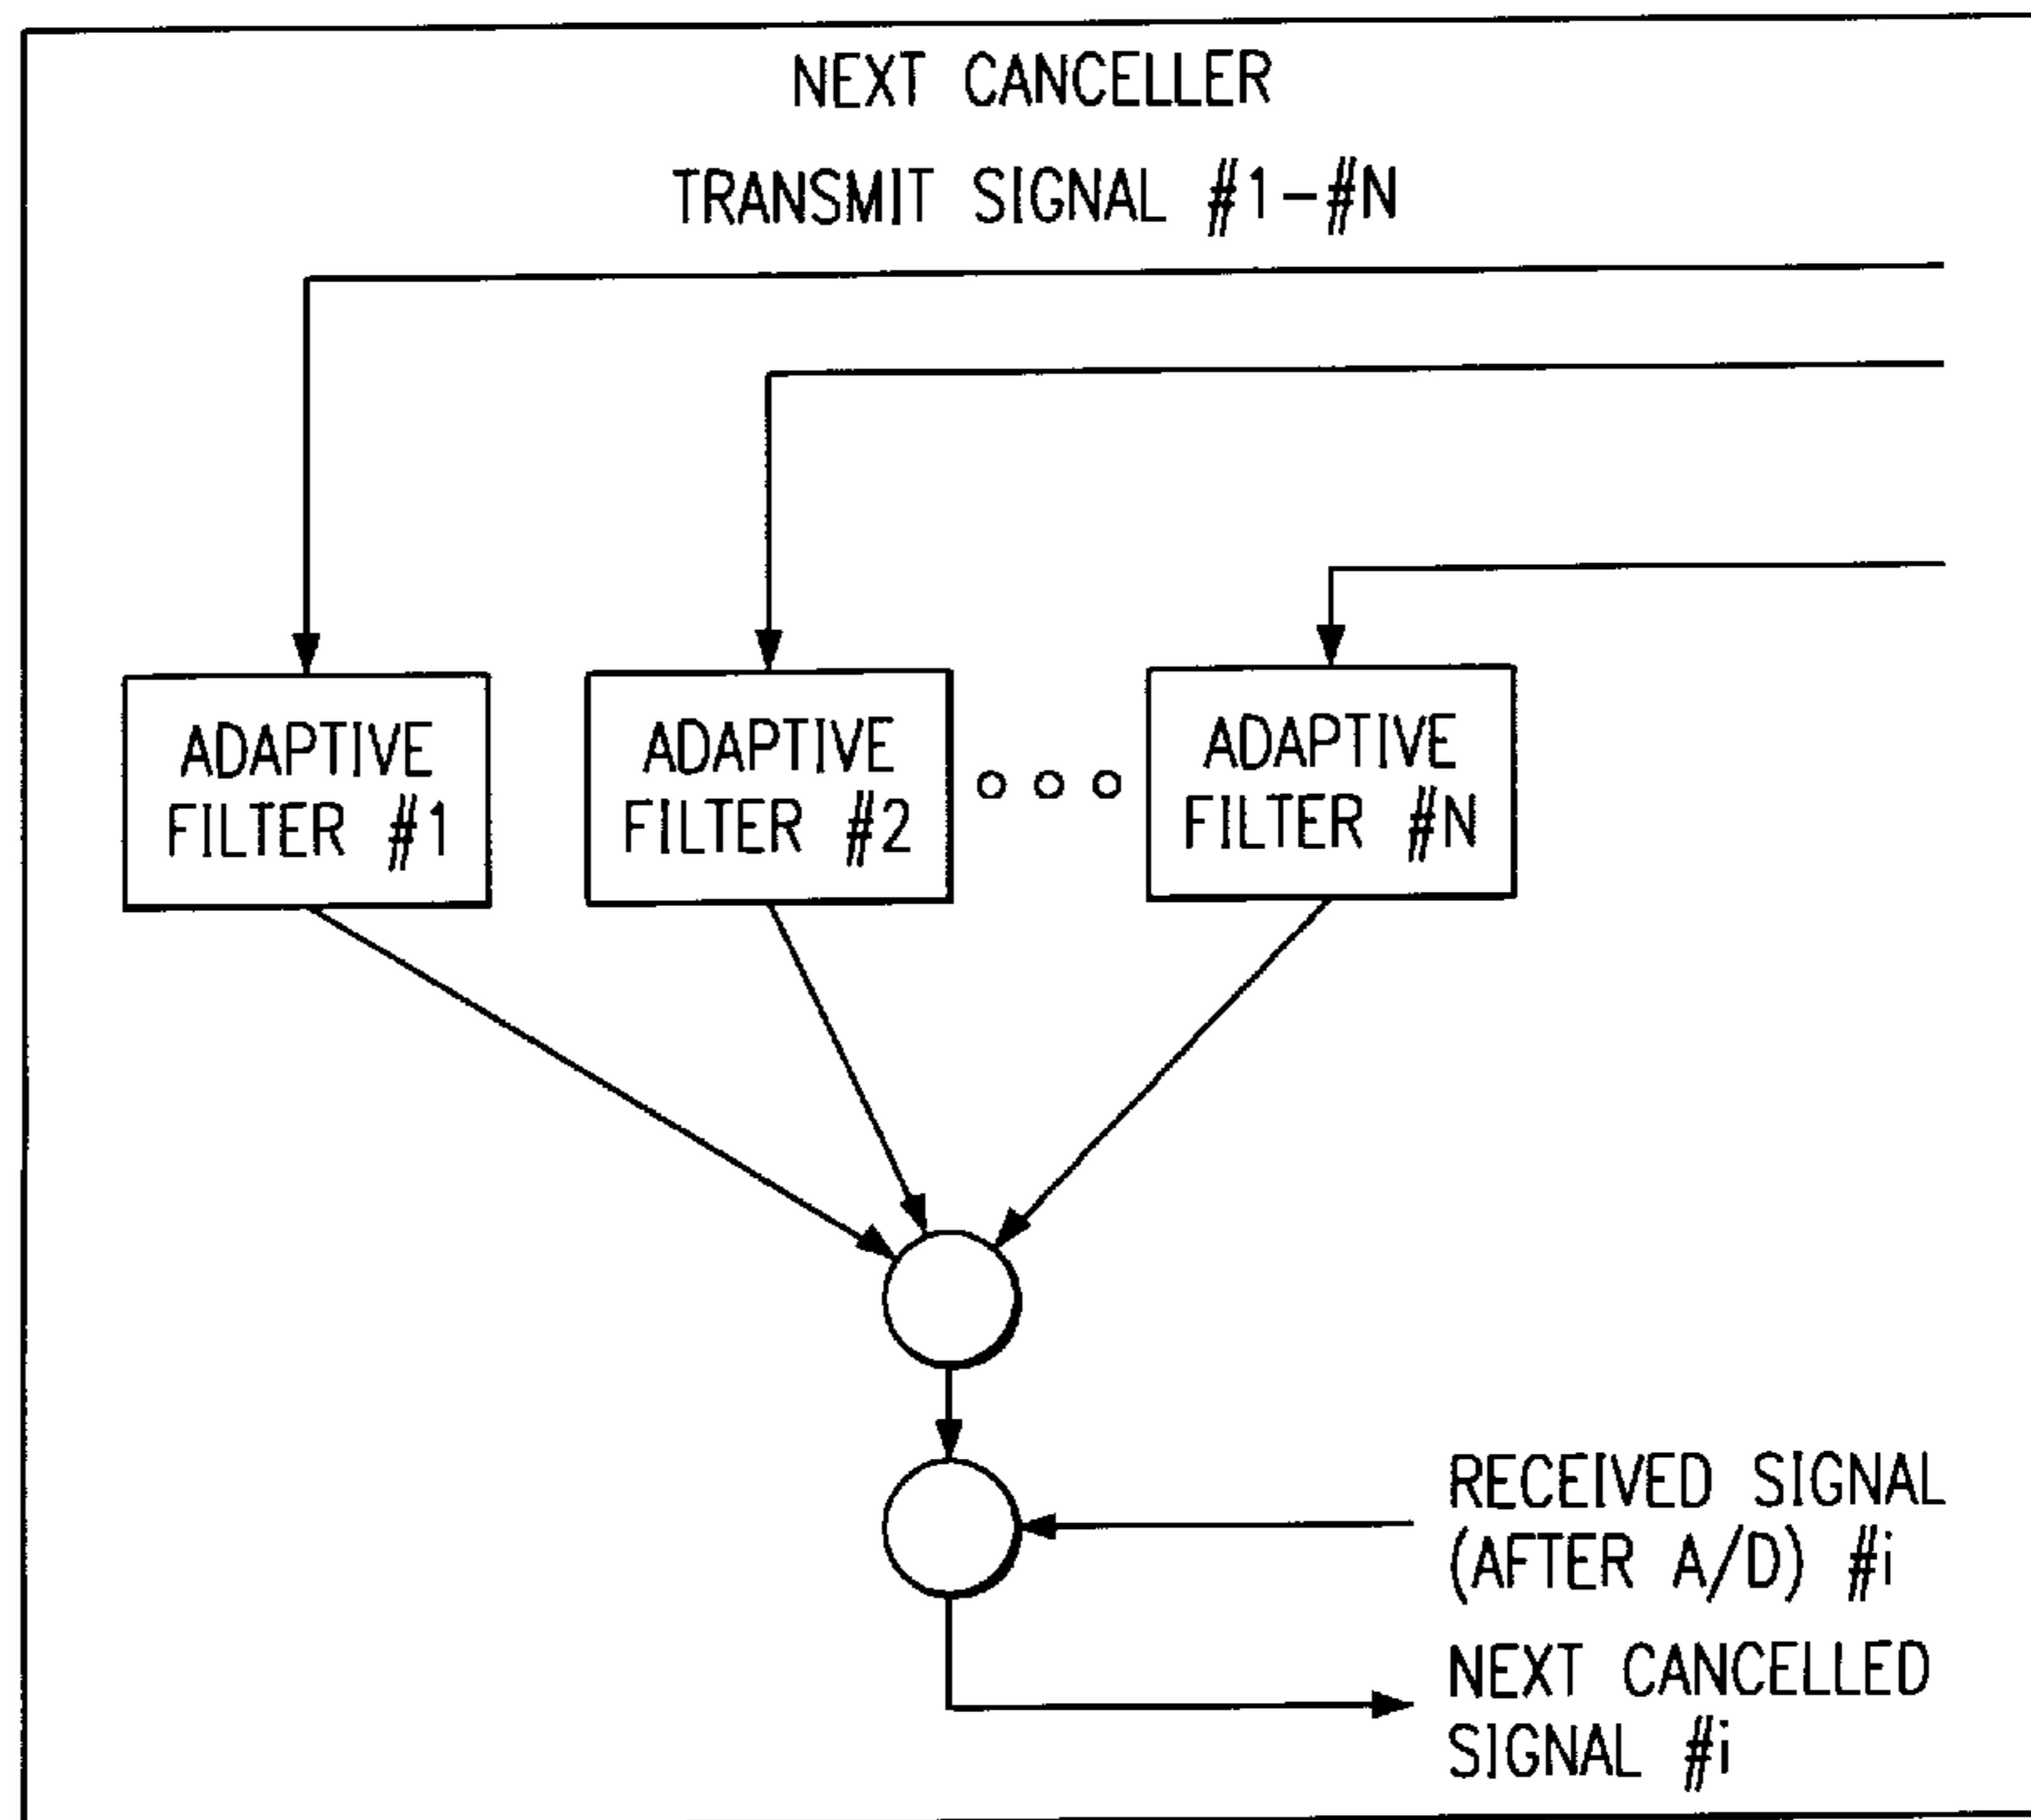 NEXT CANCELLER
TRANSMIT SIGNAL #1-#N
ADAPTIVE
FILTER #1
ADAPTIVE
FILTER #2
ADAPTIVE
FILTER #N
RECEIVED SIGNAL
(AFTER A/D) #i
NEXT CANCELLED
SIGNAL #i